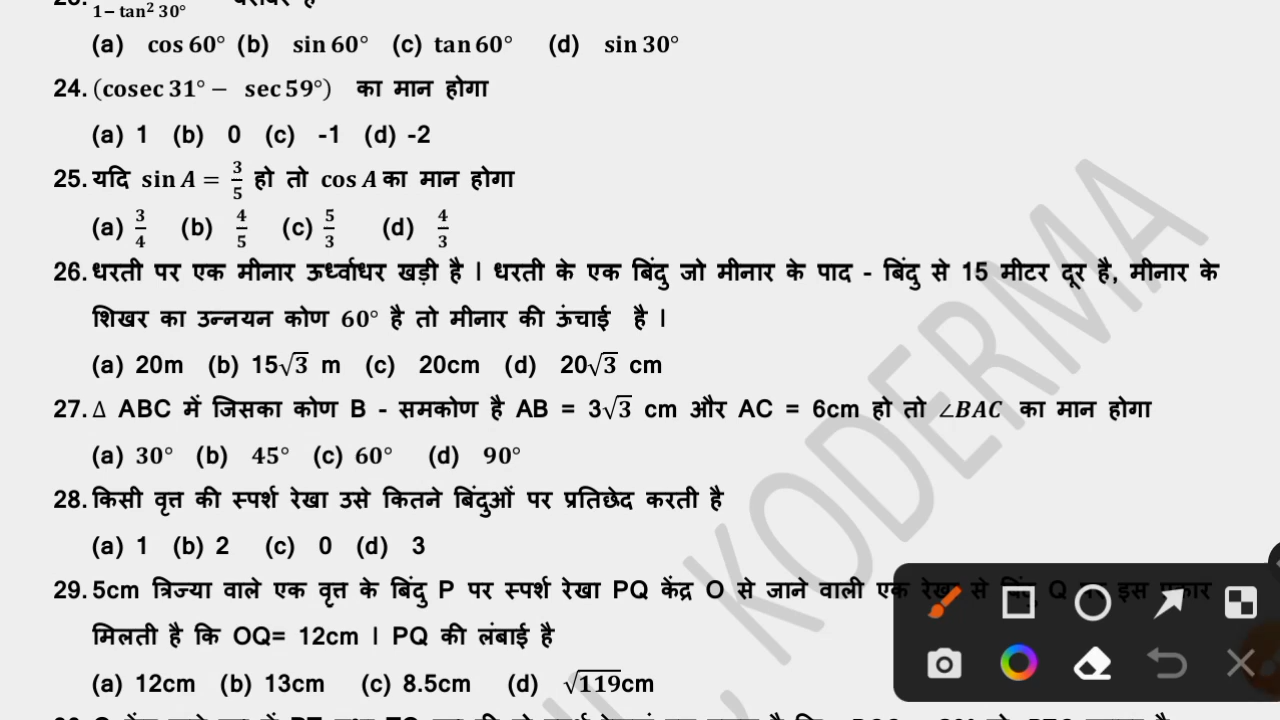 1 − tan² 30°
(a) cos 60° (b) sin 60° (c) tan 60° (d) sin 30°
24. (cosec 31° − sec 59°) का मान होगा
(a) 1 (b) 0 (c) -1 (d) -2
25. यदि sin A = 3/5 हो तो cos A का मान होगा
(a) 3/4 (b) 4/5 (c) 5/3 (d) 4/3
26. धरती पर एक मीनार ऊर्ध्वाधर खड़ी है । धरती के एक बिंदु जो मीनार के पाद - बिंदु से 15 मीटर दूर है, मीनार के
शिखर का उन्नयन कोण 60° है तो मीनार की ऊंचाई है ।
(a) 20m (b) 15√3 m (c) 20cm (d) 20√3 cm
27. Δ ABC में जिसका कोण B - समकोण है AB = 3√3 cm और AC = 6cm हो तो ∠BAC का मान होगा
(a) 30° (b) 45° (c) 60° (d) 90°
28. किसी वृत्त की स्पर्श रेखा उसे कितने बिंदुओं पर प्रतिछेद करती है
(a) 1 (b) 2 (c) 0 (d) 3
29. 5cm त्रिज्या वाले एक वृत्त के बिंदु P पर स्पर्श रेखा PQ केंद्र O से जाने वाली एक रेखा से बिंदु Q इस
मिलती है कि OQ= 12cm । PQ की लंबाई है
(a) 12cm (b) 13cm (c) 8.5cm (d) √119cm
KODERMA